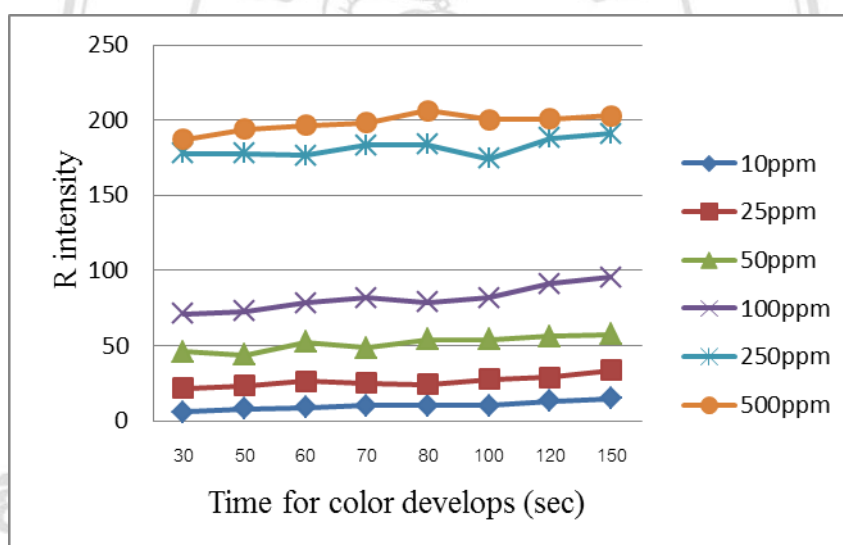 250
200
150
100
50
0
R intensity
30 50 60 70 80 100 120 150
Time for color develops (sec)
10ppm
25ppm
50ppm
100ppm
250ppm
500ppm